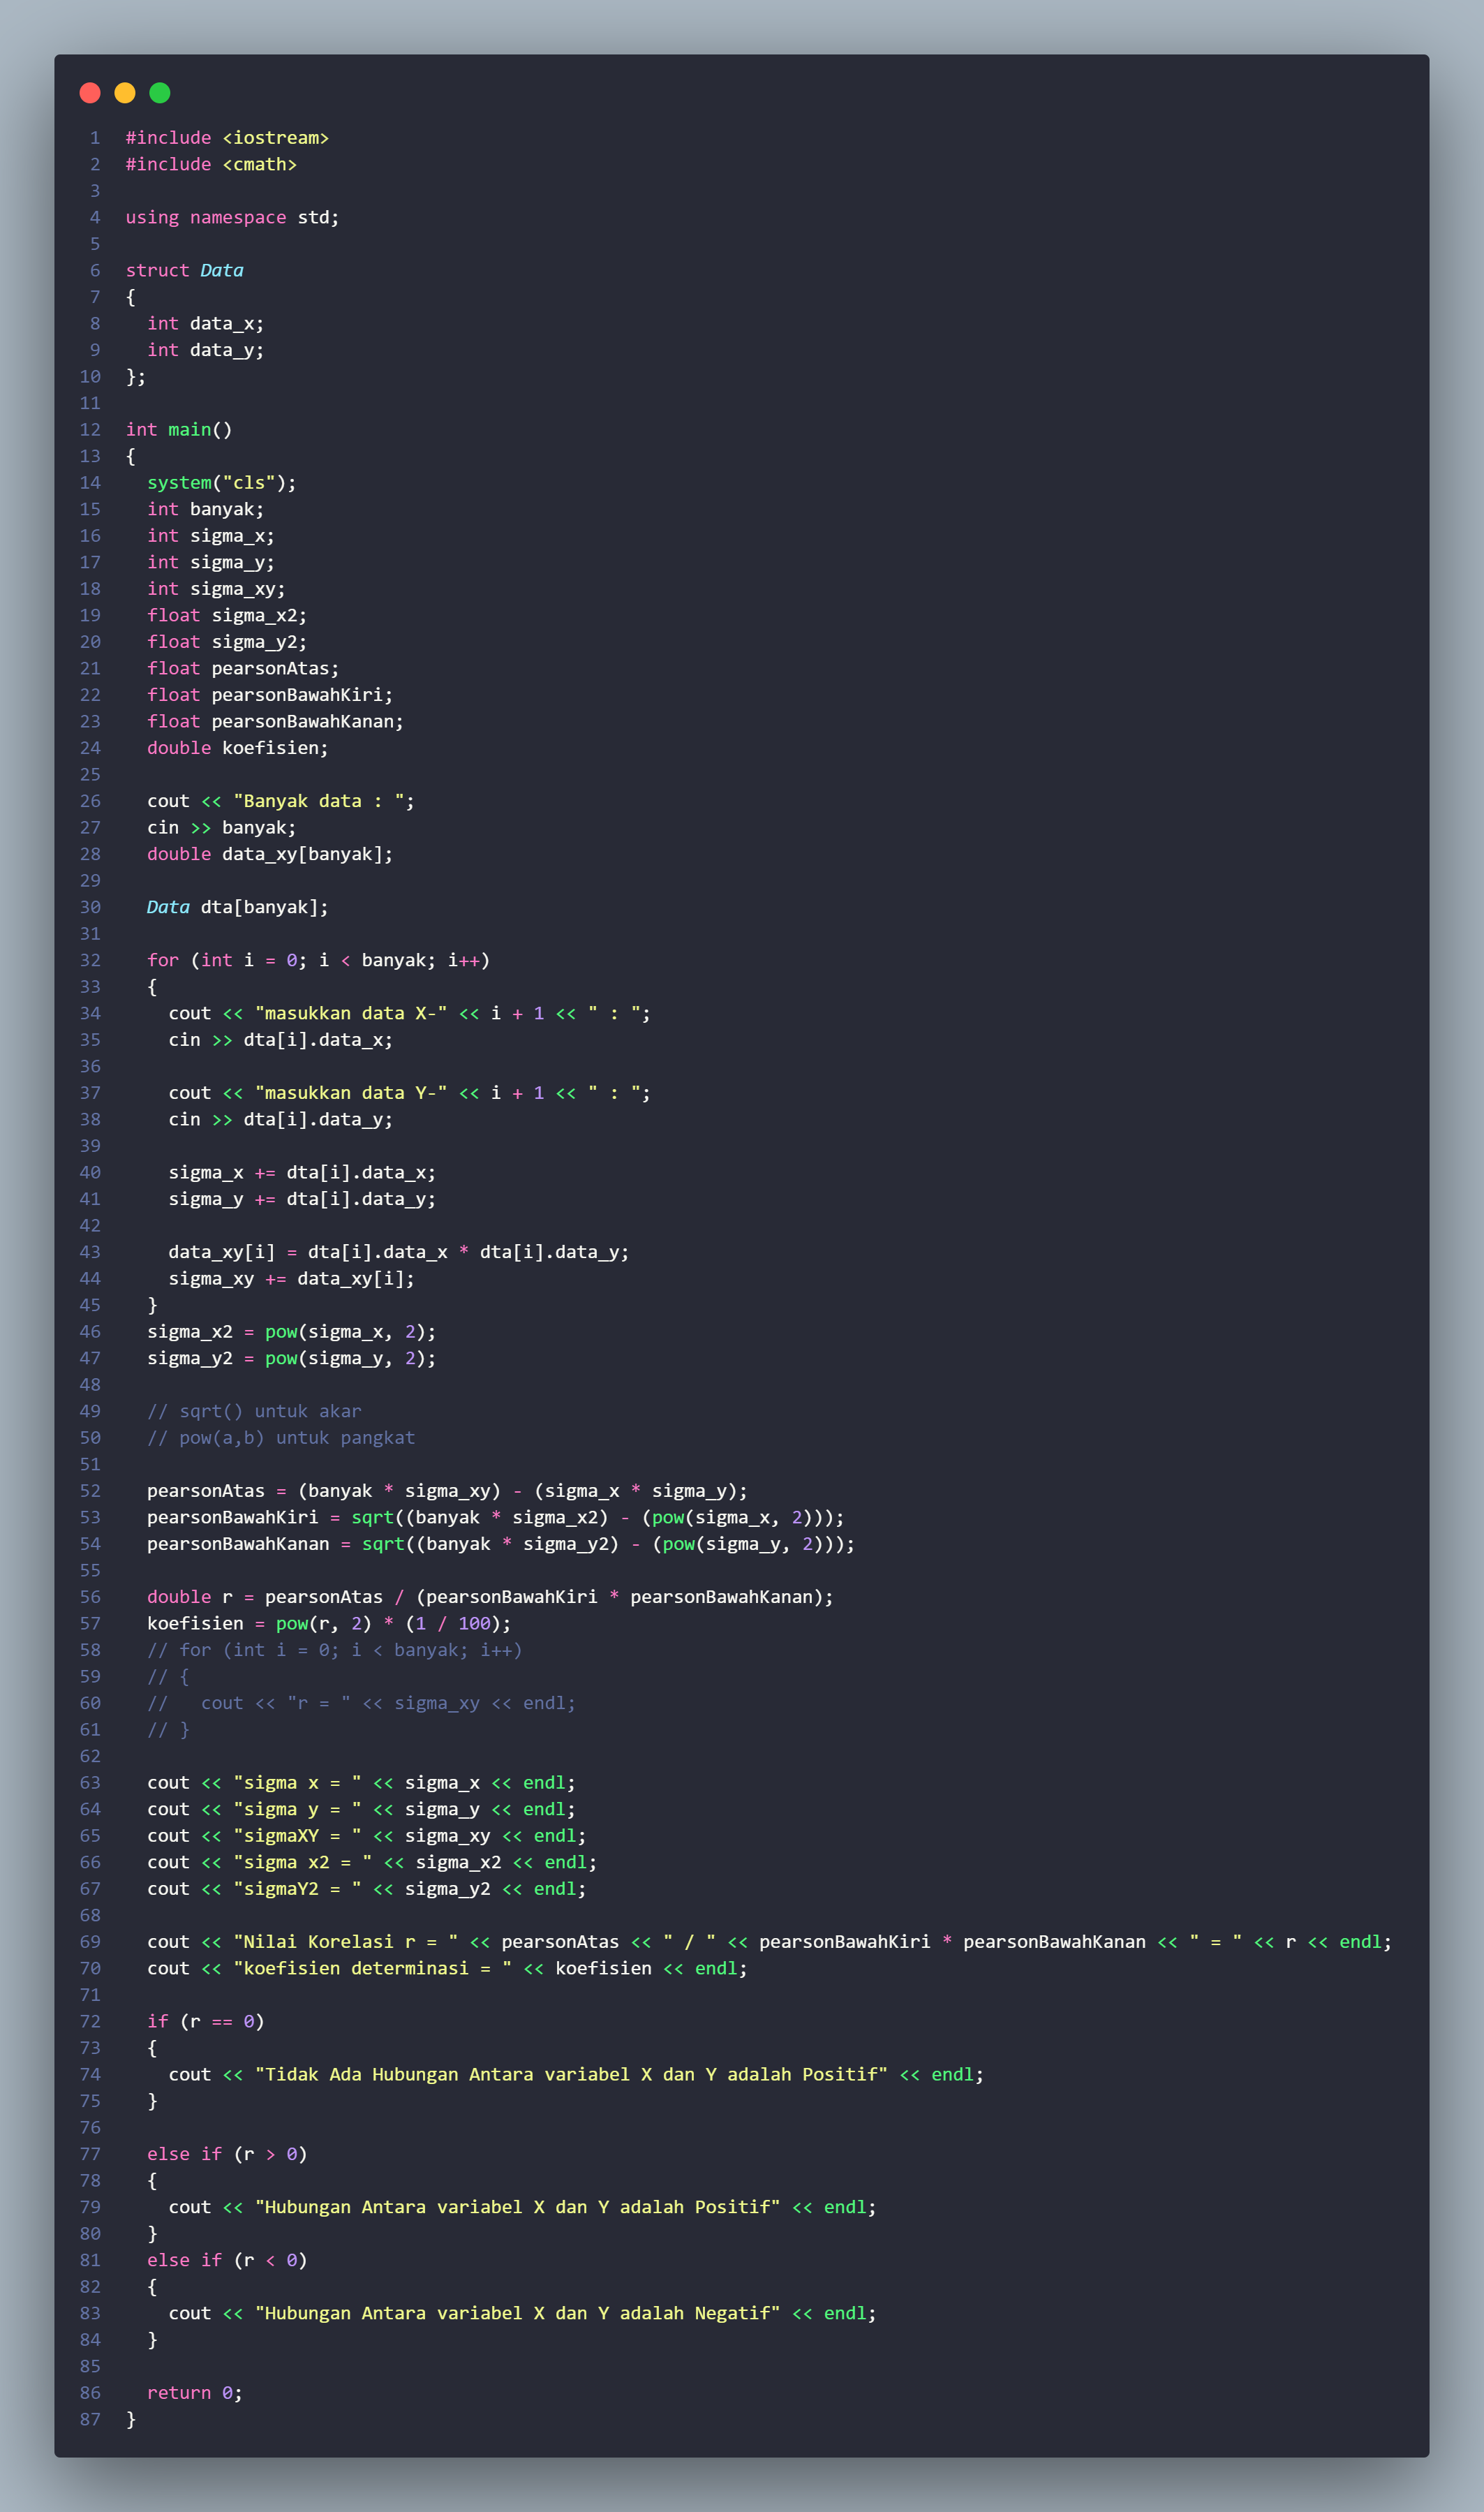 1 #include <iostream>
2 #include <cmath>
3
4 using namespace std;
5
6 struct Data
7 {
8   int data_x;
9   int data_y;
10 };
11
12 int main()
13 {
14   system("cls");
15   int banyak;
16   int sigma_x;
17   int sigma_y;
18   int sigma_xy;
19   float sigma_x2;
20   float sigma_y2;
21   float pearsonAtas;
22   float pearsonBawahKiri;
23   float pearsonBawahKanan;
24   double koefisien;
25
26   cout << "Banyak data : ";
27   cin >> banyak;
28   double data_xy[banyak];
29
30   Data dta[banyak];
31
32   for (int i = 0; i < banyak; i++)
33   {
34     cout << "masukkan data X-" << i + 1 << " : ";
35     cin >> dta[i].data_x;
36
37     cout << "masukkan data Y-" << i + 1 << " : ";
38     cin >> dta[i].data_y;
39
40     sigma_x += dta[i].data_x;
41     sigma_y += dta[i].data_y;
42
43     data_xy[i] = dta[i].data_x * dta[i].data_y;
44     sigma_xy += data_xy[i];
45   }
46   sigma_x2 = pow(sigma_x, 2);
47   sigma_y2 = pow(sigma_y, 2);
48
49   // sqrt() untuk akar
50   // pow(a,b) untuk pangkat
51
52   pearsonAtas = (banyak * sigma_xy) - (sigma_x * sigma_y);
53   pearsonBawahKiri = sqrt((banyak * sigma_x2) - (pow(sigma_x, 2)));
54   pearsonBawahKanan = sqrt((banyak * sigma_y2) - (pow(sigma_y, 2)));
55
56   double r = pearsonAtas / (pearsonBawahKiri * pearsonBawahKanan);
57   koefisien = pow(r, 2) * (1 / 100);
58   // for (int i = 0; i < banyak; i++)
59   // {
60   //   cout << "r = " << sigma_xy << endl;
61   // }
62
63   cout << "sigma x = " << sigma_x << endl;
64   cout << "sigma y = " << sigma_y << endl;
65   cout << "sigmaXY = " << sigma_xy << endl;
66   cout << "sigma x2 = " << sigma_x2 << endl;
67   cout << "sigmaY2 = " << sigma_y2 << endl;
68
69   cout << "Nilai Korelasi r = " << pearsonAtas << " / " << pearsonBawahKiri * pearsonBawahKanan << " = " << r << endl;
70   cout << "koefisien determinasi = " << koefisien << endl;
71
72   if (r == 0)
73   {
74     cout << "Tidak Ada Hubungan Antara variabel X dan Y adalah Positif" << endl;
75   }
76
77   else if (r > 0)
78   {
79     cout << "Hubungan Antara variabel X dan Y adalah Positif" << endl;
80   }
81   else if (r < 0)
82   {
83     cout << "Hubungan Antara variabel X dan Y adalah Negatif" << endl;
84   }
85
86   return 0;
87 }